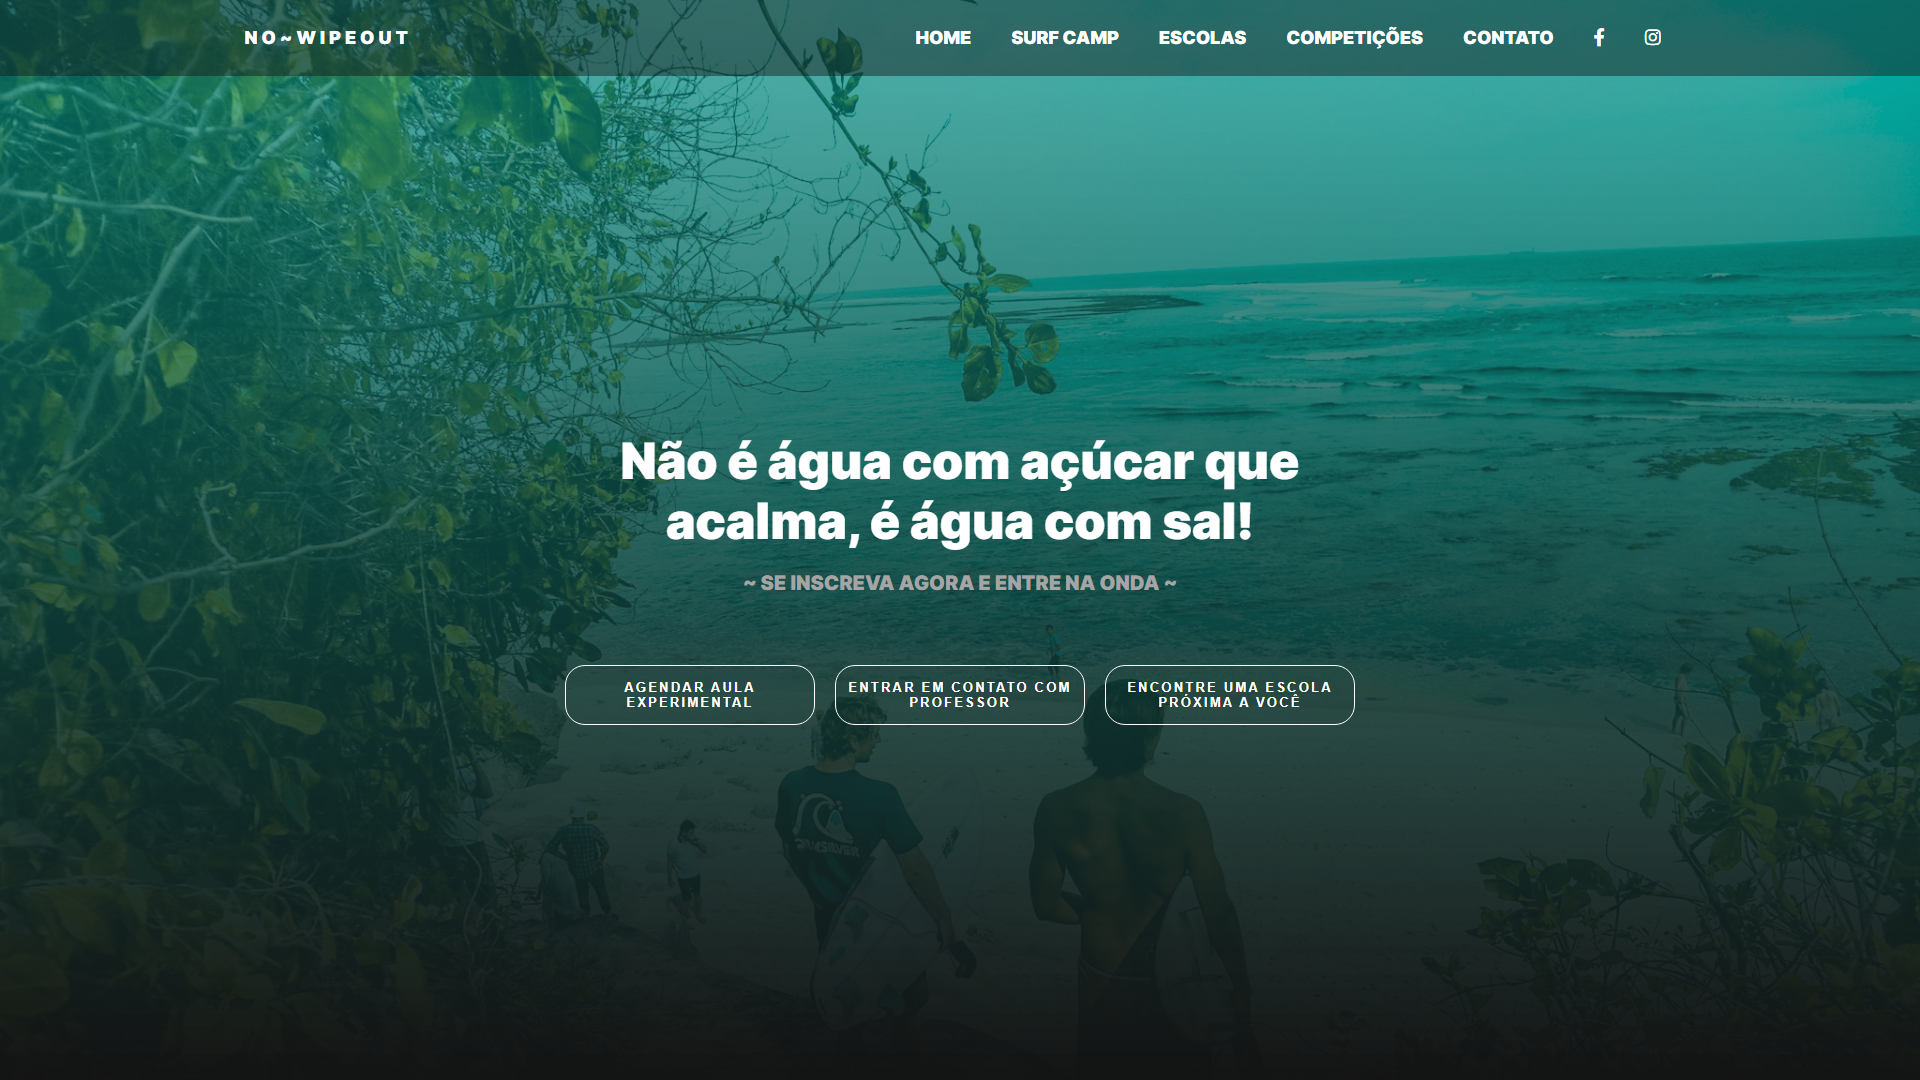 NO~WIPEOUT
HOME SURF CAMP ESCOLAS COMPETIÇÕES CONTATO
Não é água com açúcar que
acalma, é água com sal!
~ SE INSCREVA AGORA E ENTRE NA ONDA ~
AGENDAR AULA
EXPERIMENTAL
ENTRAR EM CONTATO COM
PROFESSOR
ENCONTRE UMA ESCOLA
PRÓXIMA A VOCÊ
QUIKSILVER